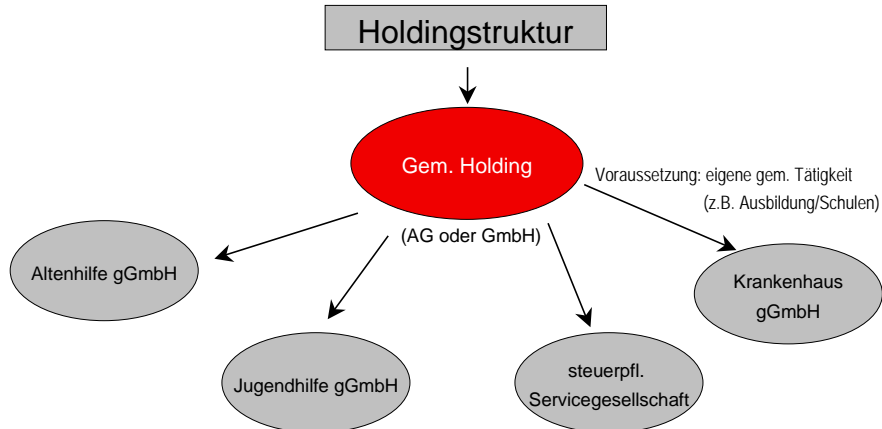 Holdingstruktur
Gem. Holding
Voraussetzung: eigene gem. Tätigkeit
(z.B. Ausbildung/Schulen)
(AG oder GmbH)
Altenhilfe gGmbH
Krankenhaus
gGmbH
Jugendhilfe gGmbH
steuerpfl.
Servicegesellschaft